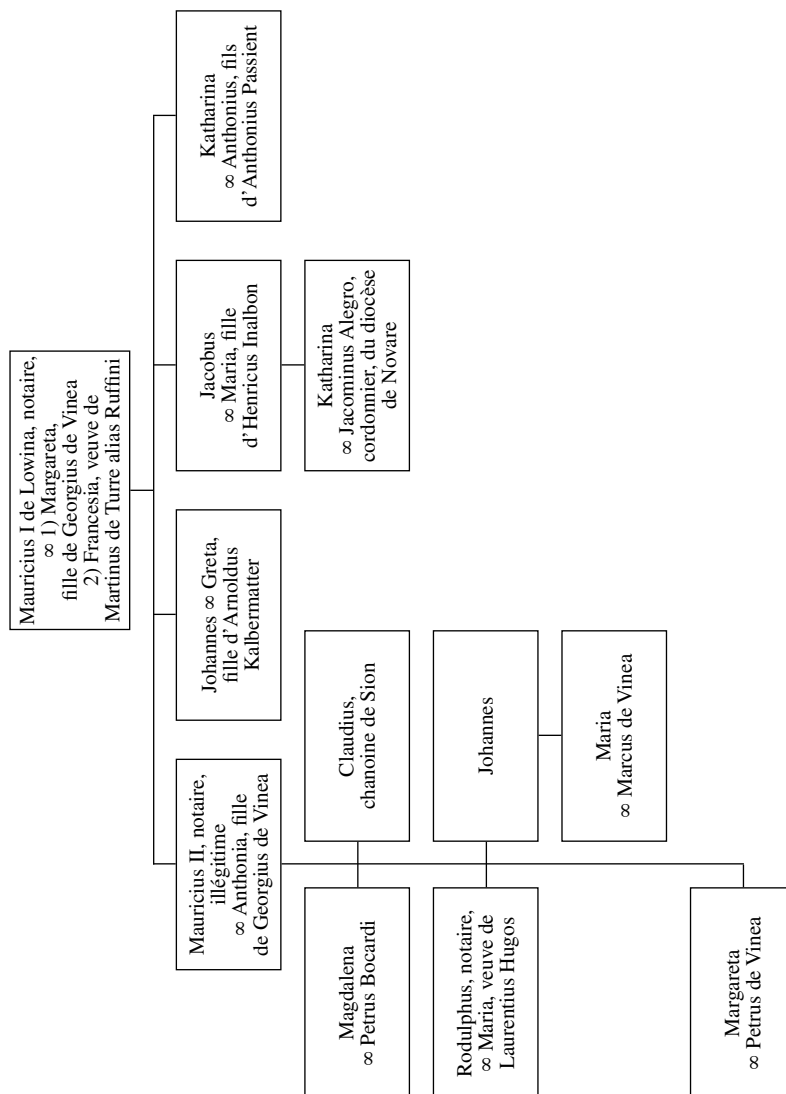 Mauricius I de Lowina, notaire,
∞ 1) Margareta,
fille de Georgius de Vinea
2) Francesia, veuve de
Martinus de Turre alias Ruffini
Mauricius II, notaire,
illégitime
∞ Anthonia, fille
de Georgius de Vinea
Johannes ∞ Greta,
fille d'Arnoldus
Kalbermatter
Jacobus
∞ Maria, fille
d'Henricus Inalbon
Katharina
∞ Anthonius, fils
d'Anthonius Passient
Magdalena
∞ Petrus Bocardi
Claudius,
chanoine de Sion
Katharina
∞ Jacominus Alegro,
cordonnier, du diocèse
de Novare
Rodulphus, notaire,
∞ Maria, veuve de
Laurentius Hugos
Johannes
Maria
∞ Marcus de Vinea
Margareta
∞ Petrus de Vinea